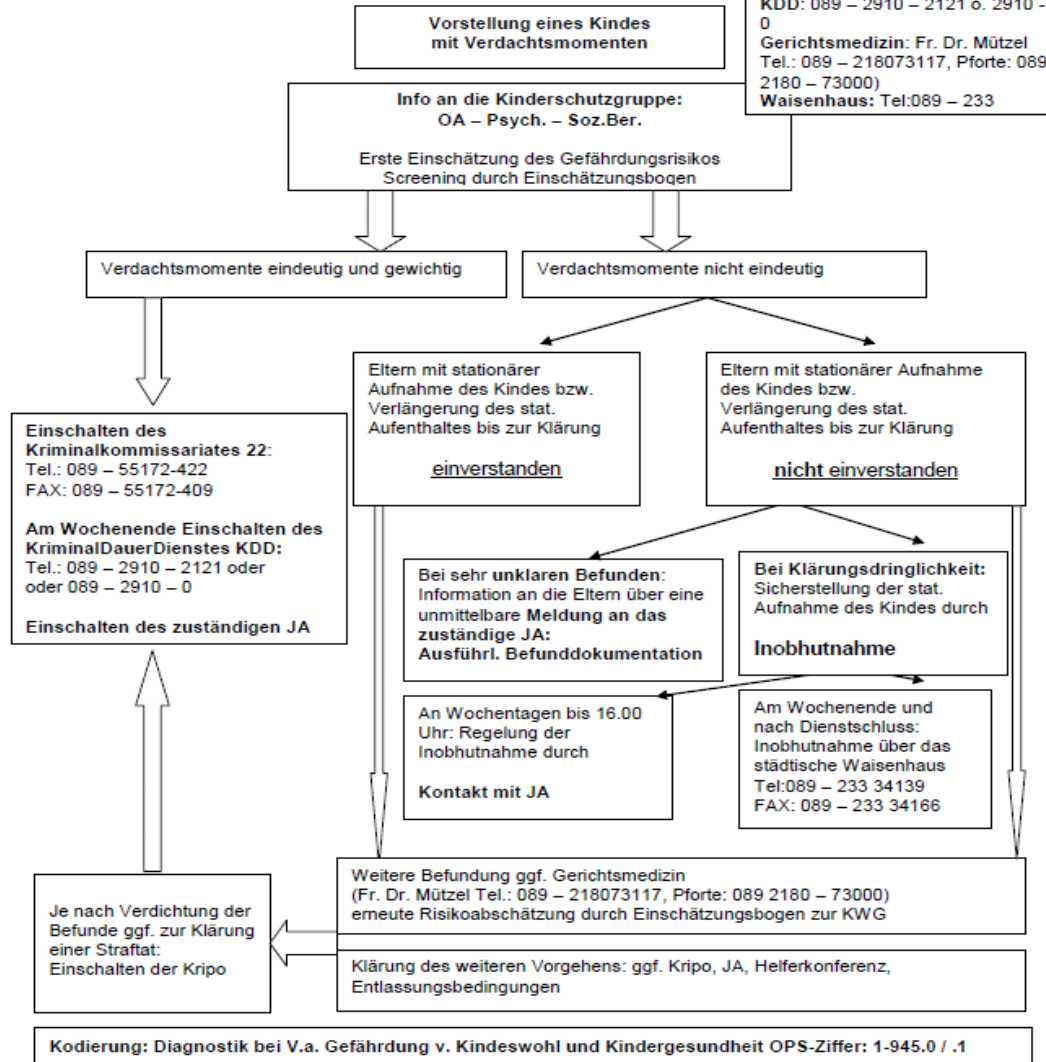 KDD: 089 – 2910 – 2121 o. 2910 -
0
Gerichtsmedizin: Fr. Dr. Mützel
Tel.: 089 – 218073117, Pforte: 089
2180 – 73000)
Waisenhaus: Tel:089 – 233
Vorstellung eines Kindes
mit Verdachtsmomenten
Info an die Kinderschutzgruppe:
OA – Psych. – Soz.Ber.
Erste Einschätzung des Gefährdungsrisikos
Screening durch Einschätzungsbogen
Verdachtsmomente eindeutig und gewichtig
Verdachtsmomente nicht eindeutig
Eltern mit stationärer
Aufnahme des Kindes bzw.
Verlängerung des stat.
Aufenthaltes bis zur Klärung
einverstanden
Eltern mit stationärer Aufnahme
des Kindes bzw.
Verlängerung des stat.
Aufenthaltes bis zur Klärung
nicht einverstanden
Einschalten des
Kriminalkommissariates 22:
Tel.: 089 – 55172-422
FAX: 089 – 55172-409
Am Wochenende Einschalten des
KriminalDauerDienstes KDD:
Tel.: 089 – 2910 – 2121 oder
oder 089 – 2910 – 0
Einschalten des zuständigen JA
Bei sehr unklaren Befunden:
Information an die Eltern über eine
unmittelbare Meldung an das
zuständige JA:
Ausführl. Befunddokumentation
Bei Klärungsdringlichkeit:
Sicherstellung der stat.
Aufnahme des Kindes durch
Inobhutnahme
An Wochentagen bis 16.00
Uhr: Regelung der
Inobhutnahme durch
Kontakt mit JA
Am Wochenende und
nach Dienstschluss:
Inobhutnahme über das
städtische Waisenhaus
Tel:089 – 233 34139
FAX: 089 – 233 34166
Weitere Befundung ggf. Gerichtsmedizin
(Fr. Dr. Mützel Tel.: 089 – 218073117, Pforte: 089 2180 – 73000)
erneute Risikoabschätzung durch Einschätzungsbogen zur KWG
Je nach Verdichtung der
Befunde ggf. zur Klärung
einer Straftat:
Einschalten der Kripo
Klärung des weiteren Vorgehens: ggf. Kripo, JA, Helferkonferenz,
Entlassungsbedingungen
Kodierung: Diagnostik bei V.a. Gefährdung v. Kindeswohl und Kindergesundheit OPS-Ziffer: 1-945.0 / .1